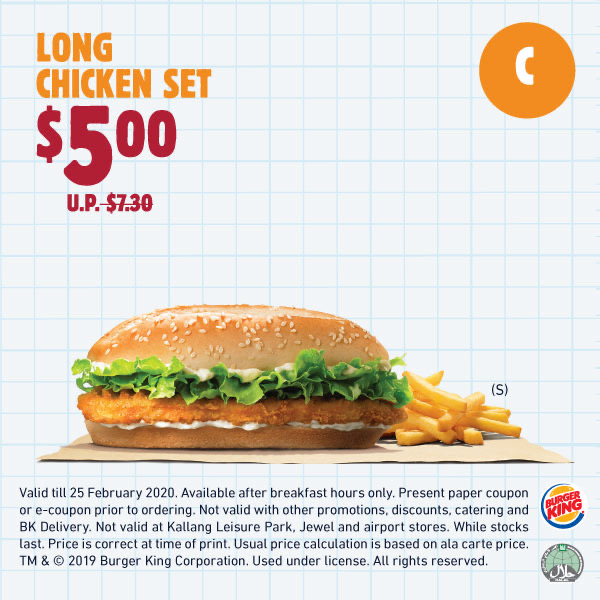 LONG
CHICKEN SET
$500
U.P. $7.30
C
(S)
Valid till 25 February 2020. Available after breakfast hours only. Present paper coupon
or e-coupon prior to ordering. Not valid with other promotions, discounts, catering and
BK Delivery. Not valid at Kallang Leisure Park, Jewel and airport stores. While stocks
last. Price is correct at time of print. Usual price calculation is based on ala carte price.
TM & © 2019 Burger King Corporation. Used under license. All rights reserved.
BURGER
KING
حلال